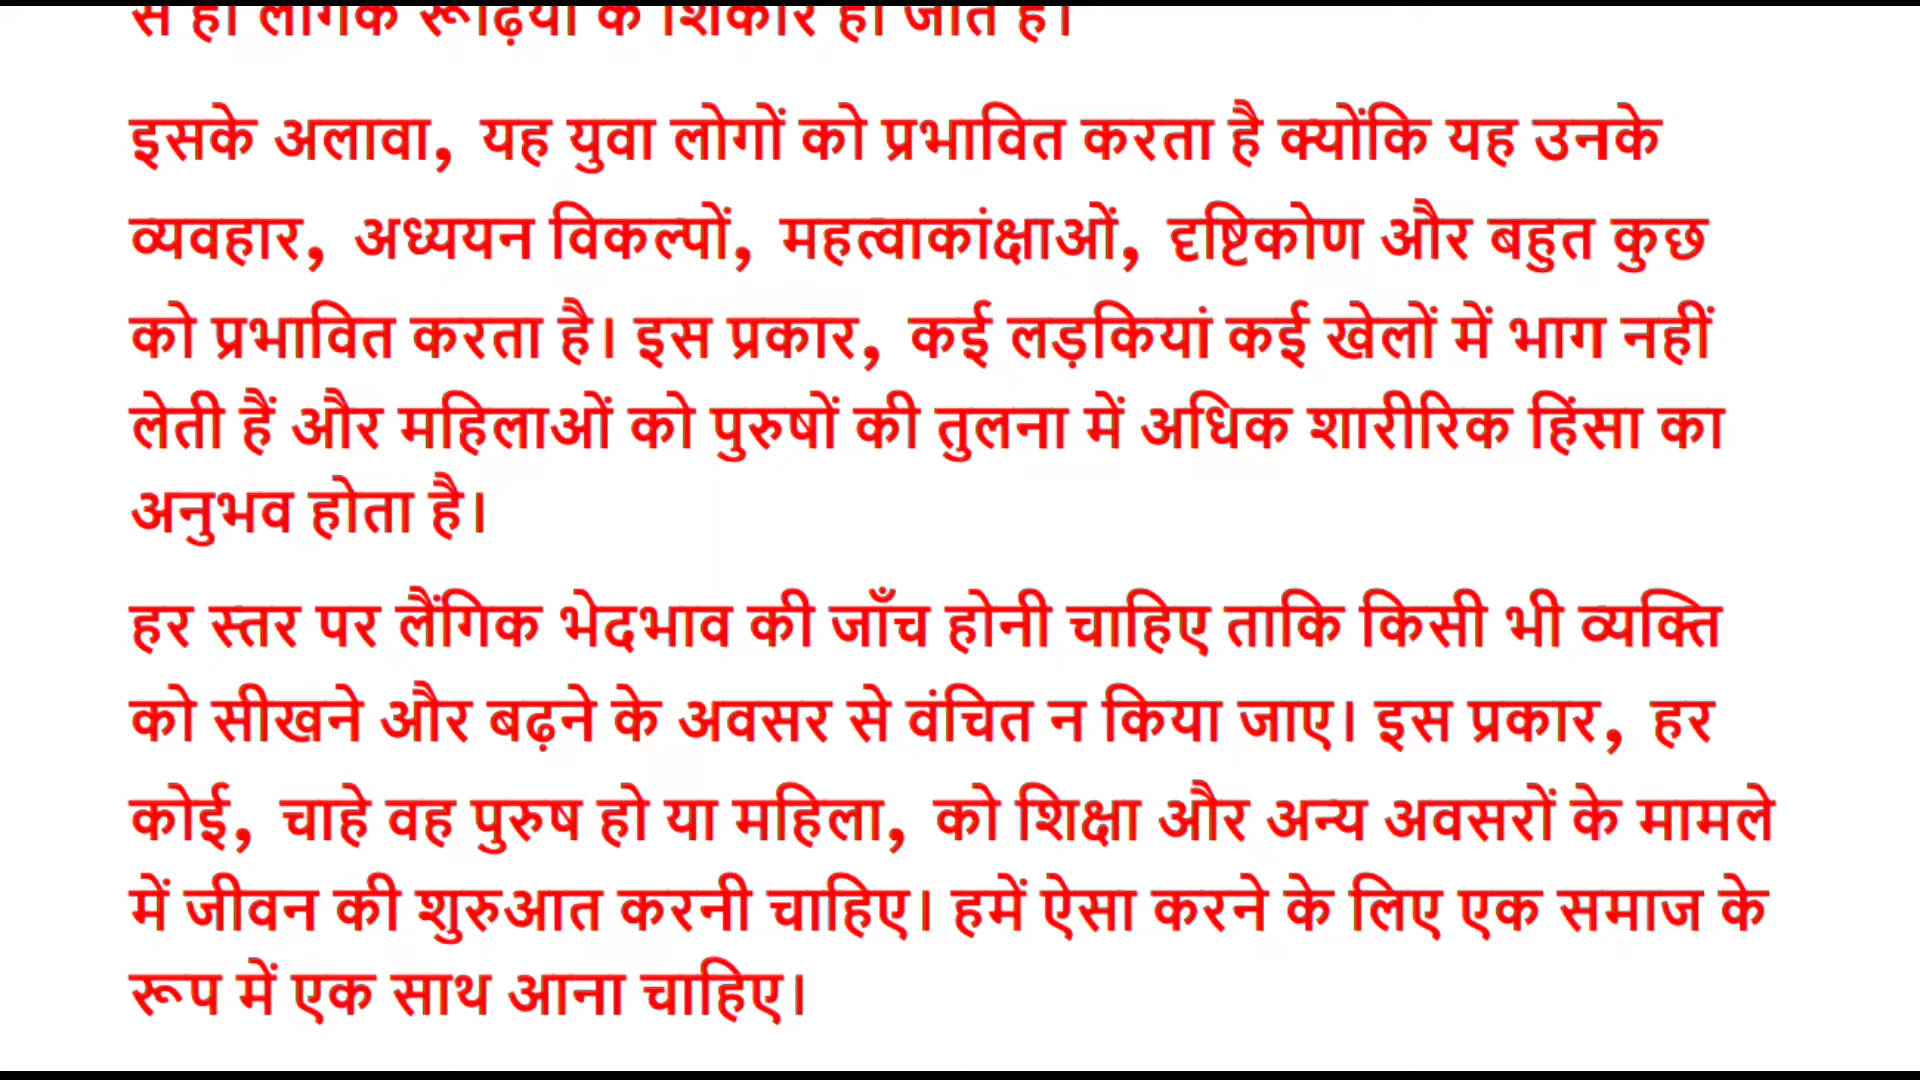 से ही लैंगिक रूढ़ियों के शिकार हो जाते हैं।
इसके अलावा, यह युवा लोगों को प्रभावित करता है क्योंकि यह उनके
व्यवहार, अध्ययन विकल्पों, महत्वाकांक्षाओं, दृष्टिकोण और बहुत कुछ
को प्रभावित करता है। इस प्रकार, कई लड़कियां कई खेलों में भाग नहीं
लेती हैं और महिलाओं को पुरुषों की तुलना में अधिक शारीरिक हिंसा का
अनुभव होता है।
हर स्तर पर लैंगिक भेदभाव की जाँच होनी चाहिए ताकि किसी भी व्यक्ति
को सीखने और बढ़ने के अवसर से वंचित न किया जाए। इस प्रकार, हर
कोई, चाहे वह पुरुष हो या महिला, को शिक्षा और अन्य अवसरों के मामले
में जीवन की शुरुआत करनी चाहिए। हमें ऐसा करने के लिए एक समाज के
रूप में एक साथ आना चाहिए।